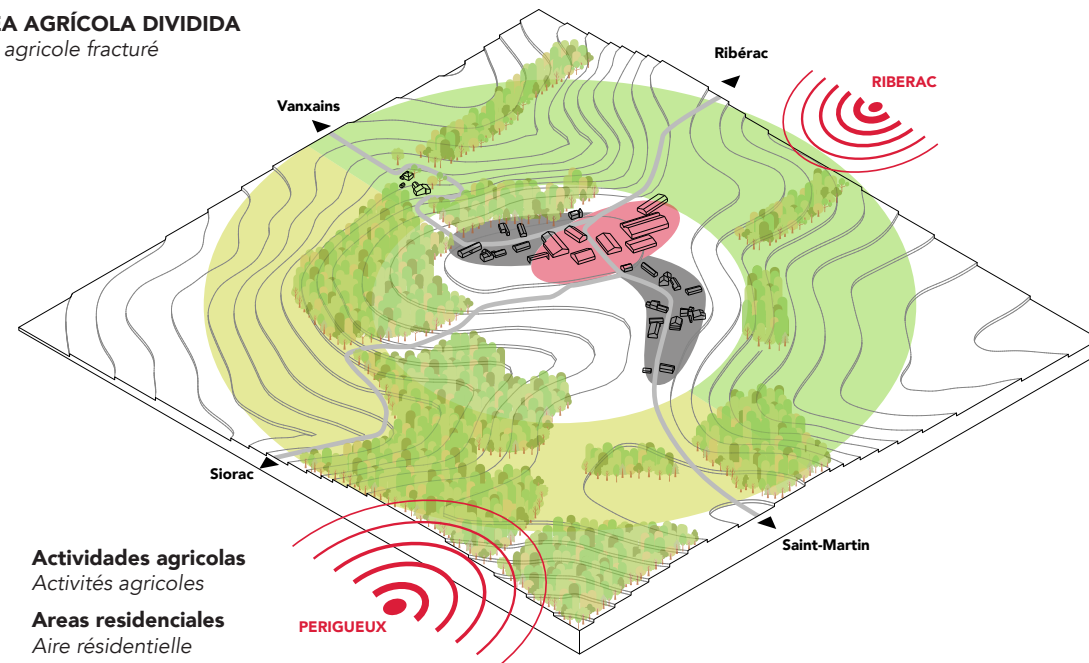 AGRÍCOLA DIVIDIDA
agricole fracturé
Ribérac
RIBERAC
Vanxains
Siorac
Saint-Martin
PERIGUEUX
Actividades agricolas
Activités agricoles
Areas residenciales
Aire résidentielle